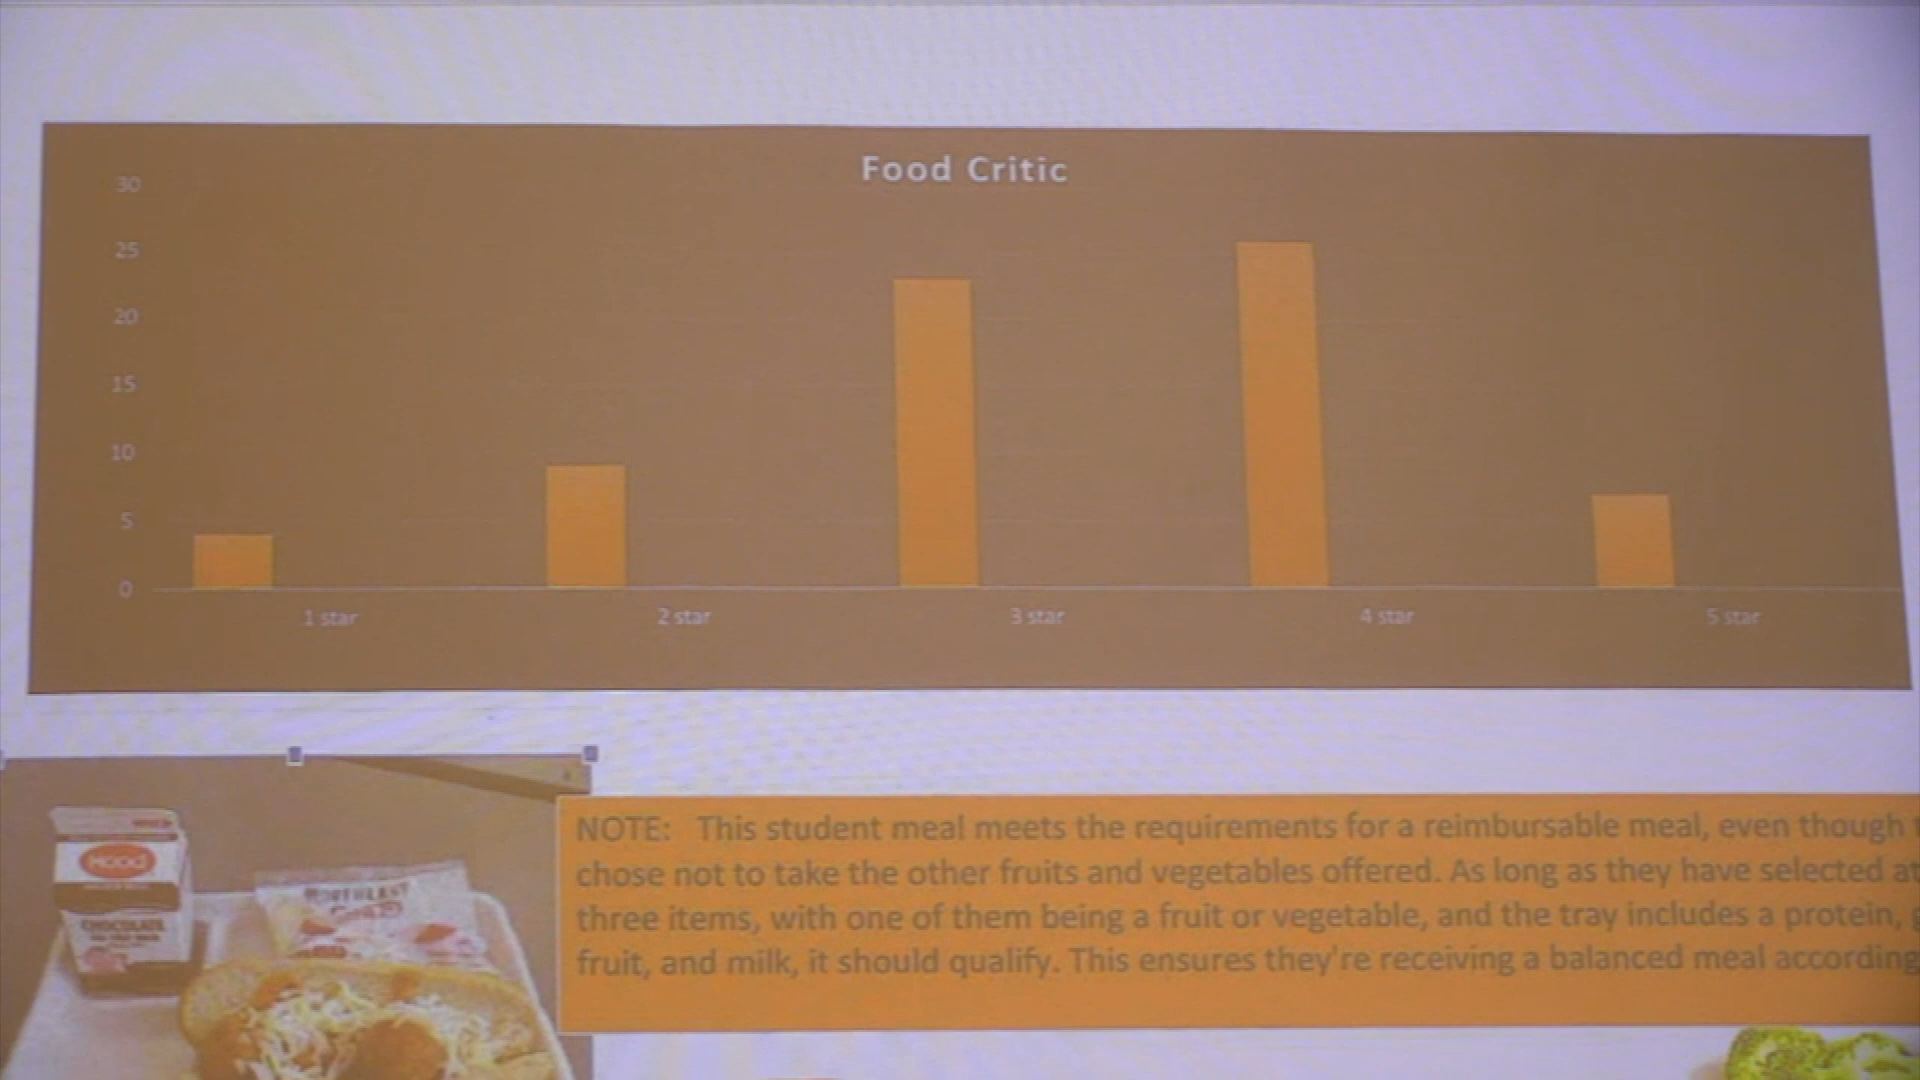 Food Critic
30
25
20
15
10
5
0
1 star
2 star
3 star
4 star
5 star
NOTE: This student meal meets the requirements for a reimbursable meal, even though
chose not to take the other fruits and vegetables offered. As long as they have selected at
three items, with one of them being a fruit or vegetable, and the tray includes a protein,
fruit, and milk, it should qualify. This ensures they're receiving a balanced meal according
Hood
CHOCOLATE